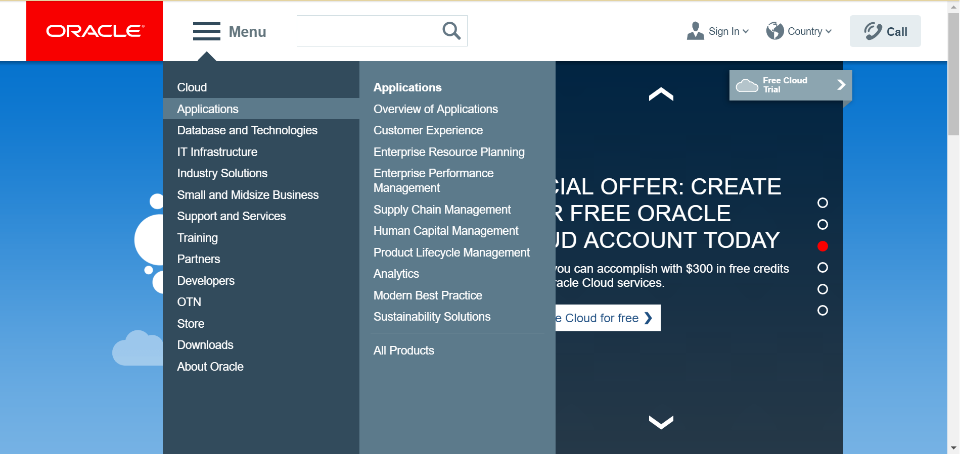 ORACLE
Menu
Sign In
Country
Call
Cloud
Applications
Database and Technologies
IT Infrastructure
Industry Solutions
Small and Midsize Business
Support and Services
Training
Partners
Developers
OTN
Store
Downloads
About Oracle
Applications
Overview of Applications
Customer Experience
Enterprise Resource Planning
Enterprise Performance
Management
Supply Chain Management
Human Capital Management
Product Lifecycle Management
Analytics
Modern Best Practice
Sustainability Solutions
All Products
Free Cloud
Trial
CIAL OFFER: CREATE
R FREE ORACLE
UD ACCOUNT TODAY
you can accomplish with $300 in free credits
racle Cloud services.
e Cloud for free